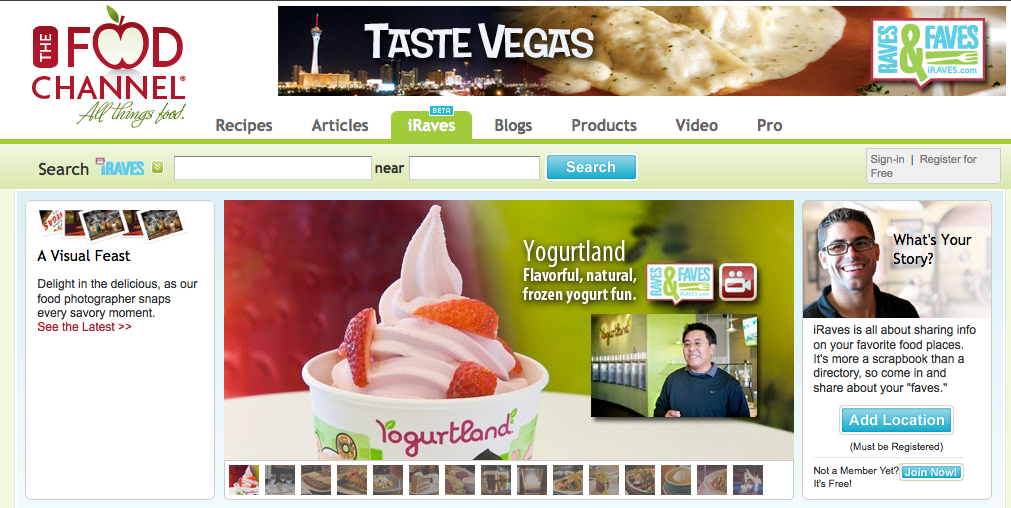 THE
FOOD
CHANNEL®
All things food.
TASTE VEGAS
RAVES & FAVES
iRAVES.com
BETA
Recipes Articles iRaves Blogs Products Video Pro
Search iRAVES near Search
Sign-in | Register for
Free
A Visual Feast
Delight in the delicious, as our
food photographer snaps
every savory moment.
See the Latest >>
Yogurtland
Flavorful, natural,
frozen yogurt fun.
RAVES & FAVES
iRAVES.com
Yogurtland
Yogurtland
What's Your
Story?
iRaves is all about sharing info
on your favorite food places.
It's more a scrapbook than a
directory, so come in and
share about your "faves."
Add Location
(Must be Registered)
Not a Member Yet? Join Now!
It's Free!